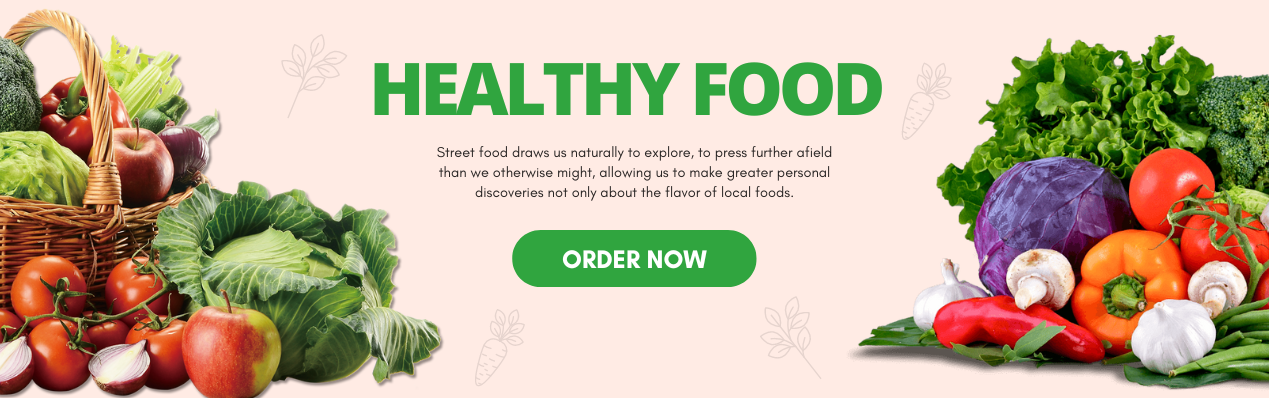 HEALTHY FOOD
Street food draws us naturally to explore, to press further afield
than we otherwise might, allowing us to make greater personal
discoveries not only about the flavor of local foods.
ORDER NOW